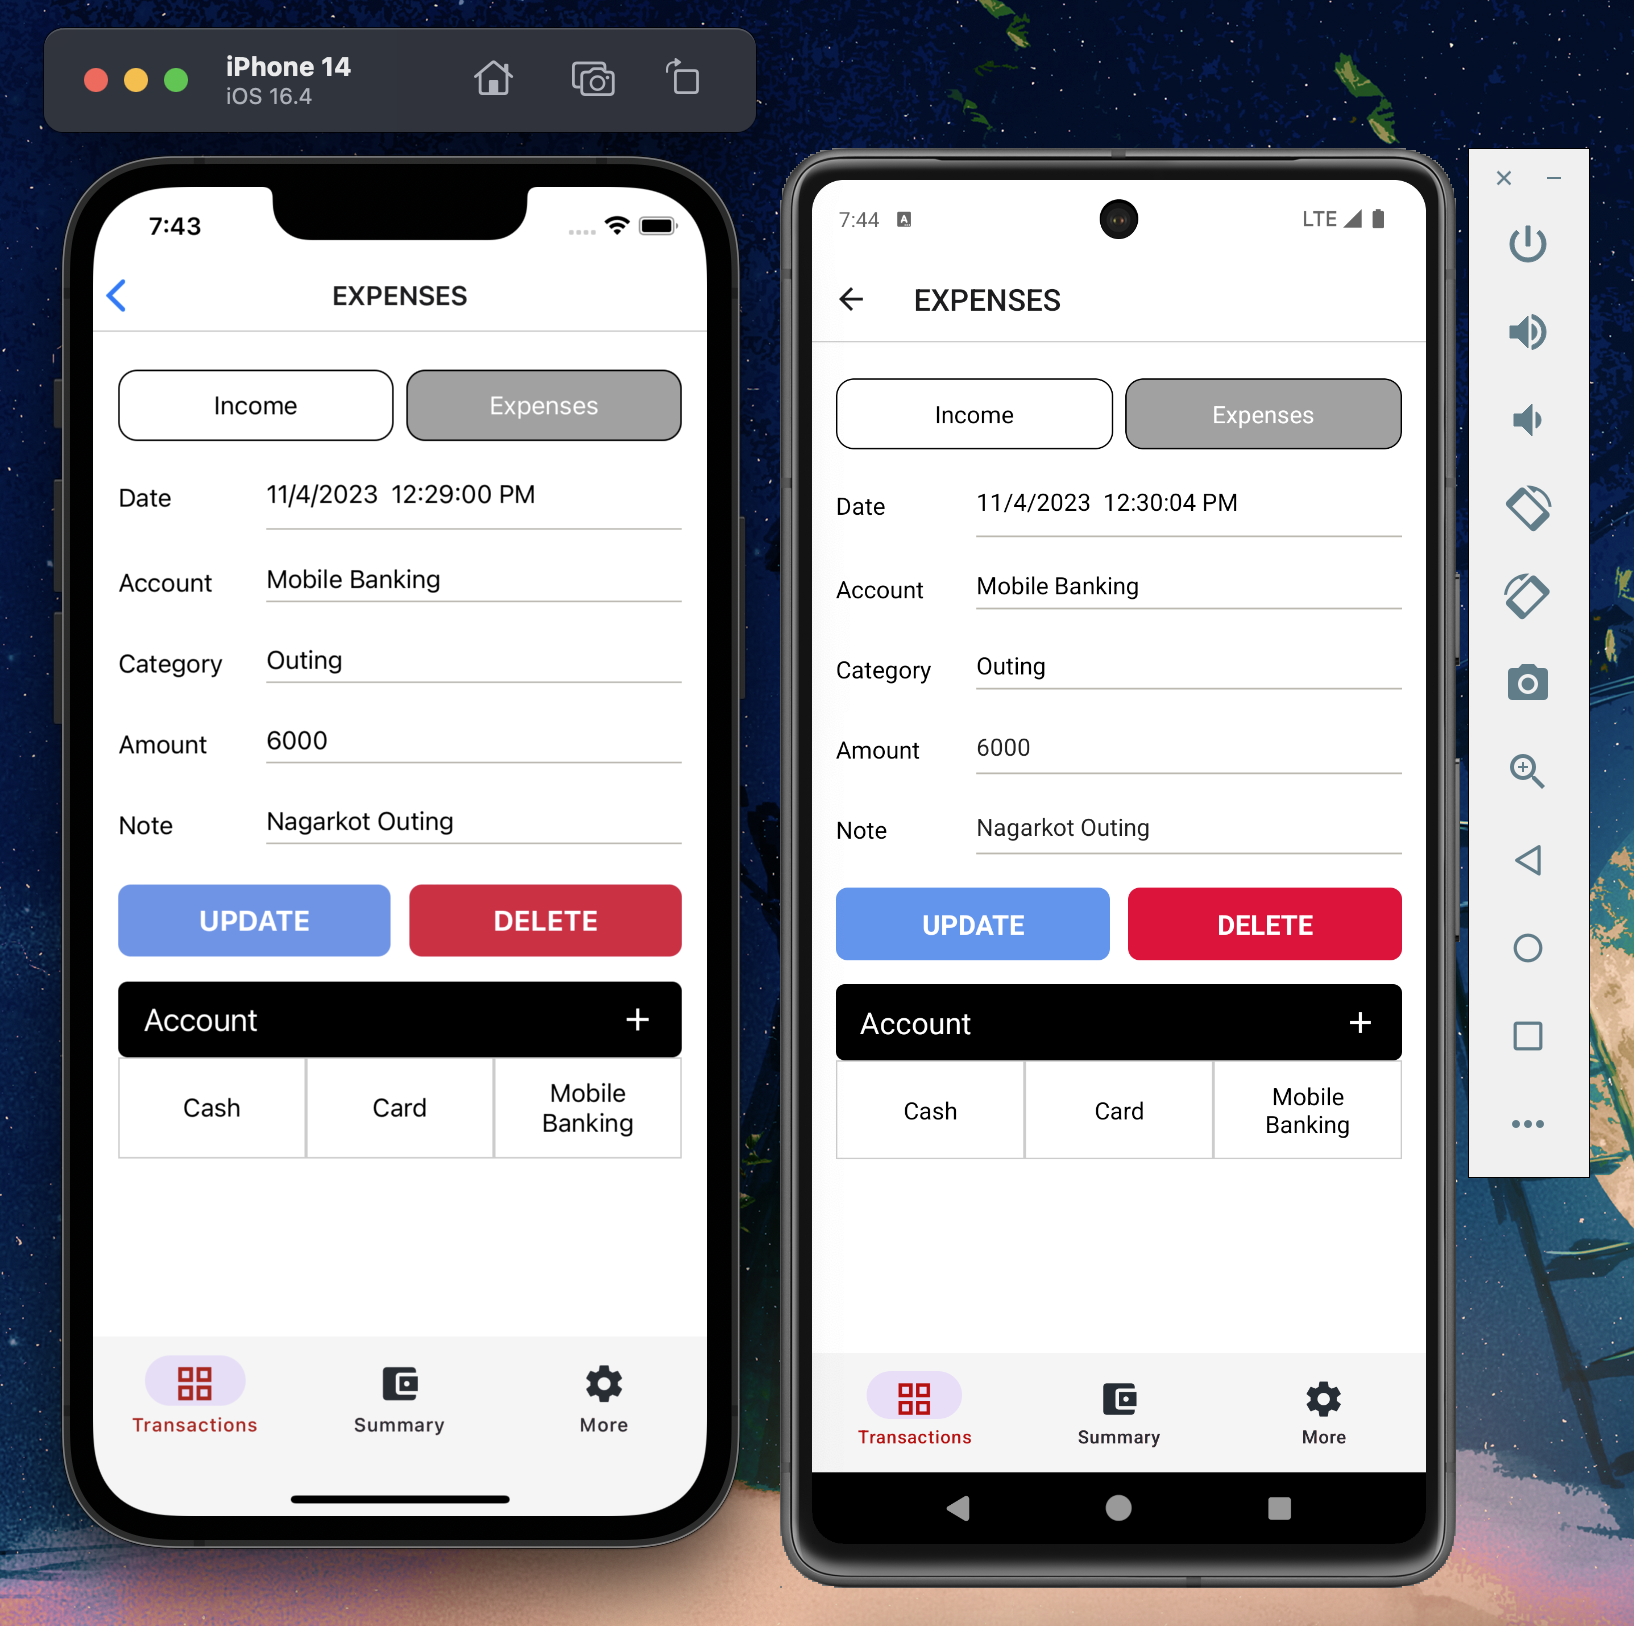 iPhone 14
iOS 16.4
7:43
EXPENSES
Income Expenses
Date 11/4/2023 12:29:00 PM
Account Mobile Banking
Category Outing
Amount 6000
Note Nagarkot Outing
UPDATE DELETE
Account +
Cash Card Mobile Banking
Transactions Summary More
7:44 A LTE
EXPENSES
Income Expenses
Date 11/4/2023 12:30:04 PM
Account Mobile Banking
Category Outing
Amount 6000
Note Nagarkot Outing
UPDATE DELETE
Account +
Cash Card Mobile Banking
Transactions Summary More